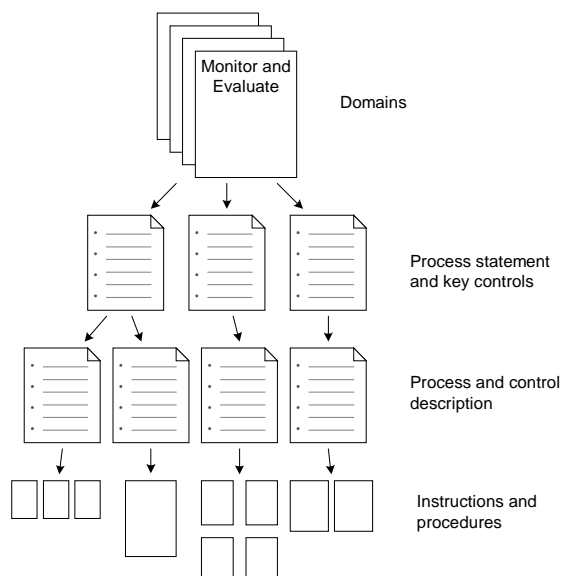 Monitor and
Evaluate
Domains
Process statement
and key controls
Process and control
description
Instructions and
procedures